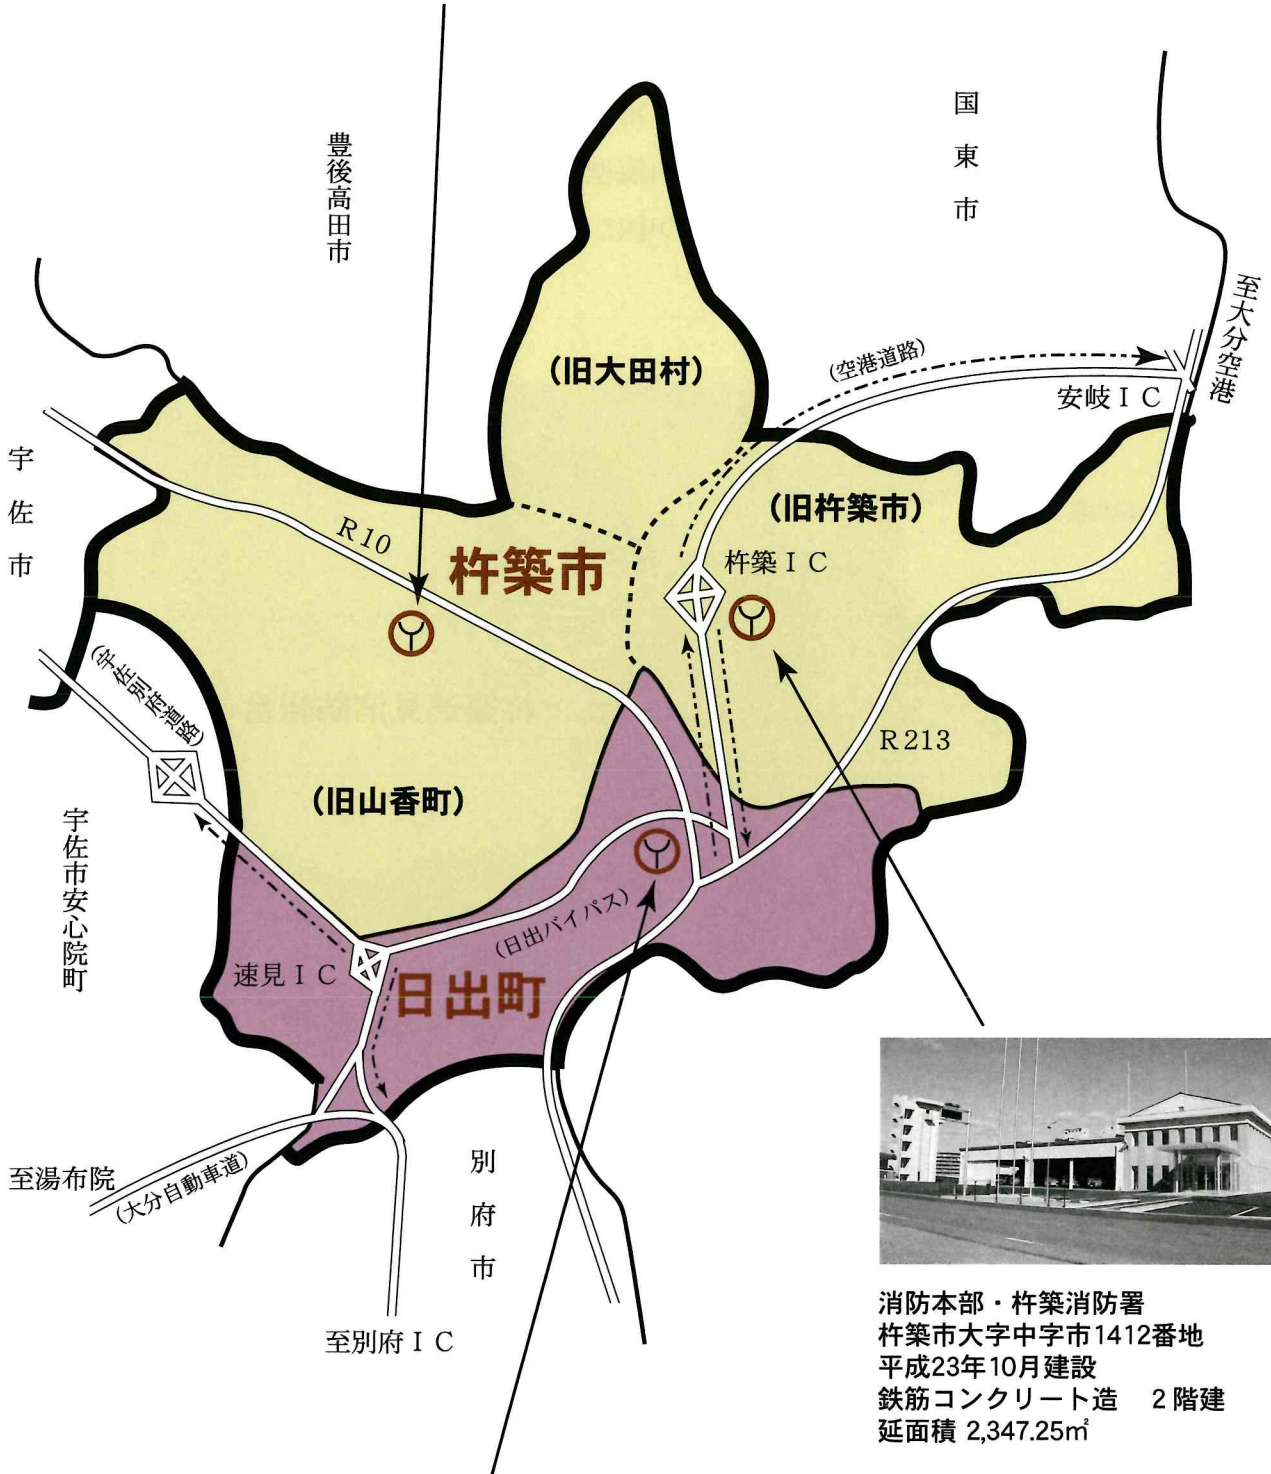 豊後高田市
国東市
至大分空港
(空港道路)
(旧大田村)
安岐ＩＣ
宇佐市
R10
(旧杵築市)
杵築市
杵築ＩＣ
(宇佐別府道路)
R213
(旧山香町)
宇佐市安心院町
(日出バイパス)
速見ＩＣ
日出町
至湯布院
(大分自動車道)
別府市
至別府ＩＣ
消防本部・杵築消防署
杵築市大字中字市1412番地
平成23年10月建設
鉄筋コンクリート造　２階建
延面積 2,347.25㎡